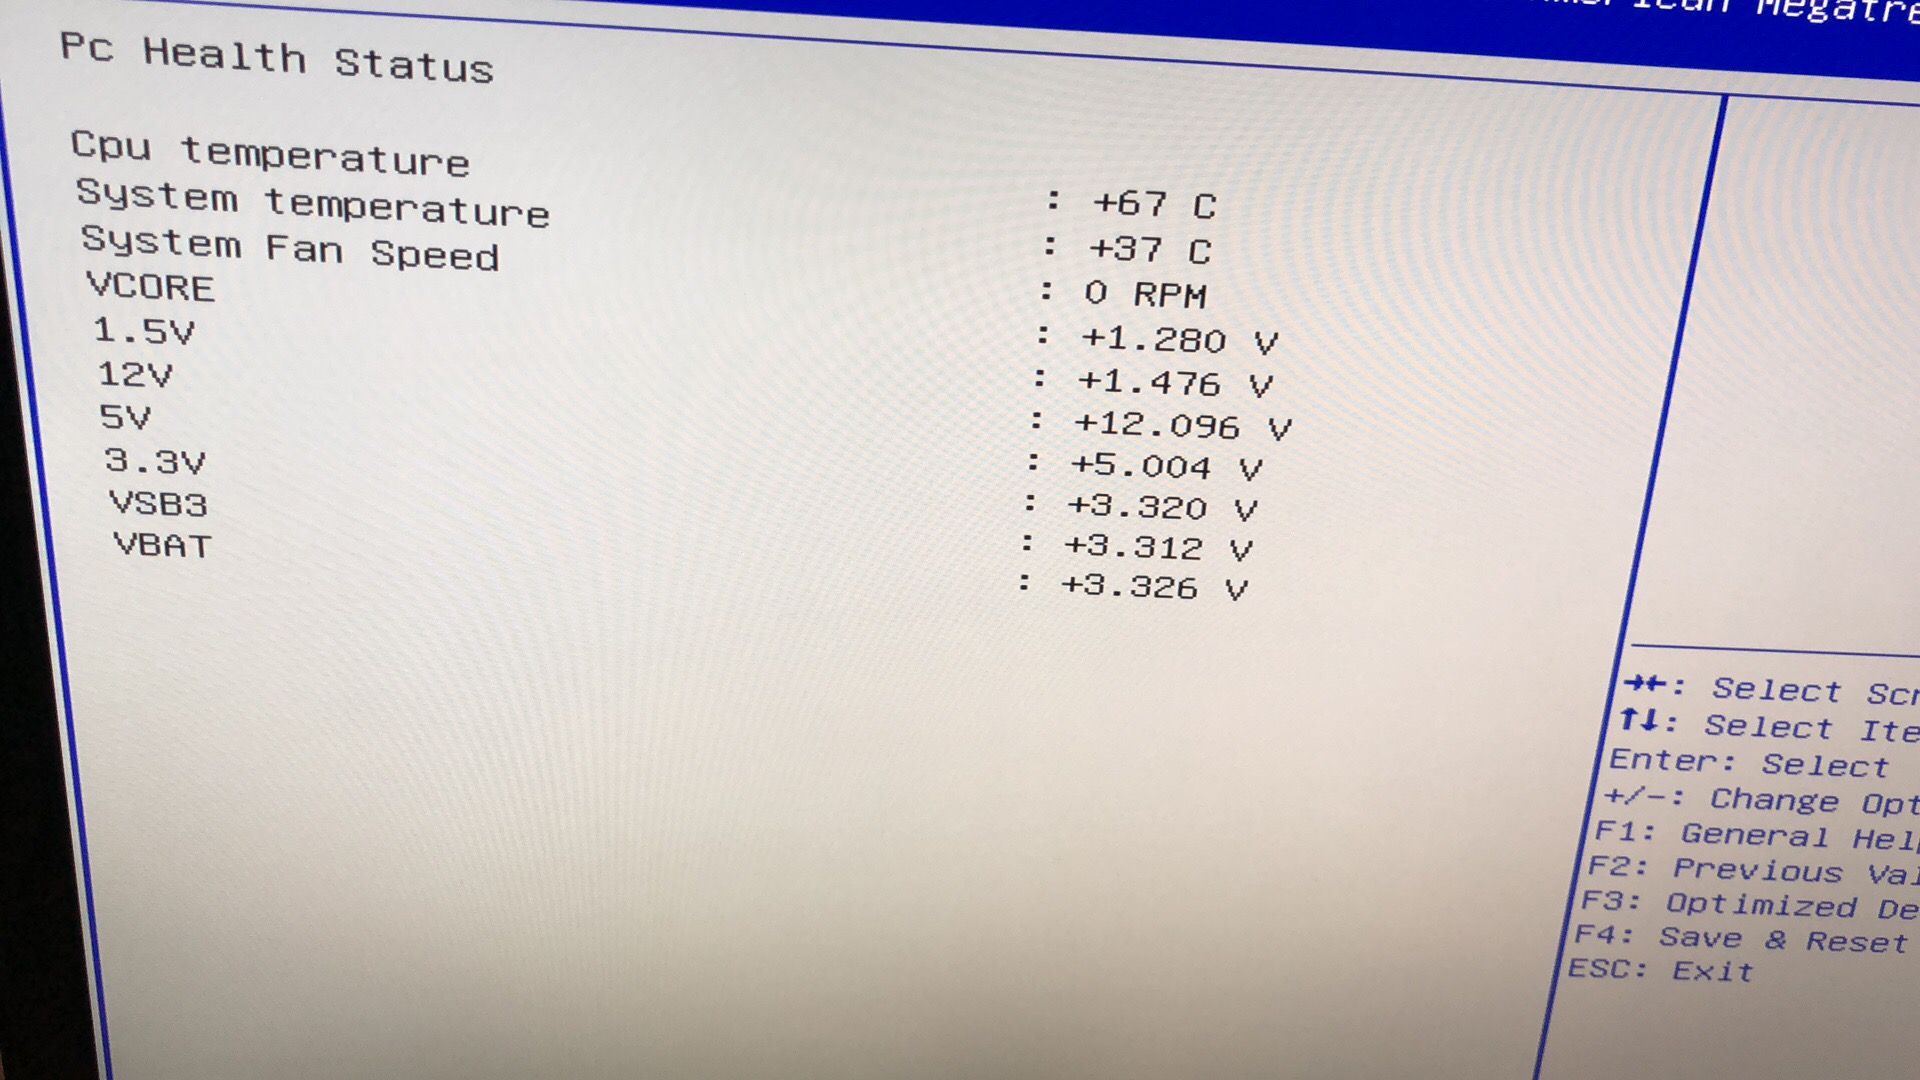 Megatre
Pc Health Status
Cpu temperature : +67 C
System temperature : +37 C
System Fan Speed : 0 RPM
VCORE : +1.280 V
1.5V : +1.476 V
12V : +12.096 V
5V : +5.004 V
3.3V : +3.320 V
VSB3 : +3.312 V
VBAT : +3.326 V
→←: Select Scr
↑↓: Select Ite
Enter: Select
+/-: Change Opt
F1: General Hel
F2: Previous Val
F3: Optimized De
F4: Save & Reset
ESC: Exit